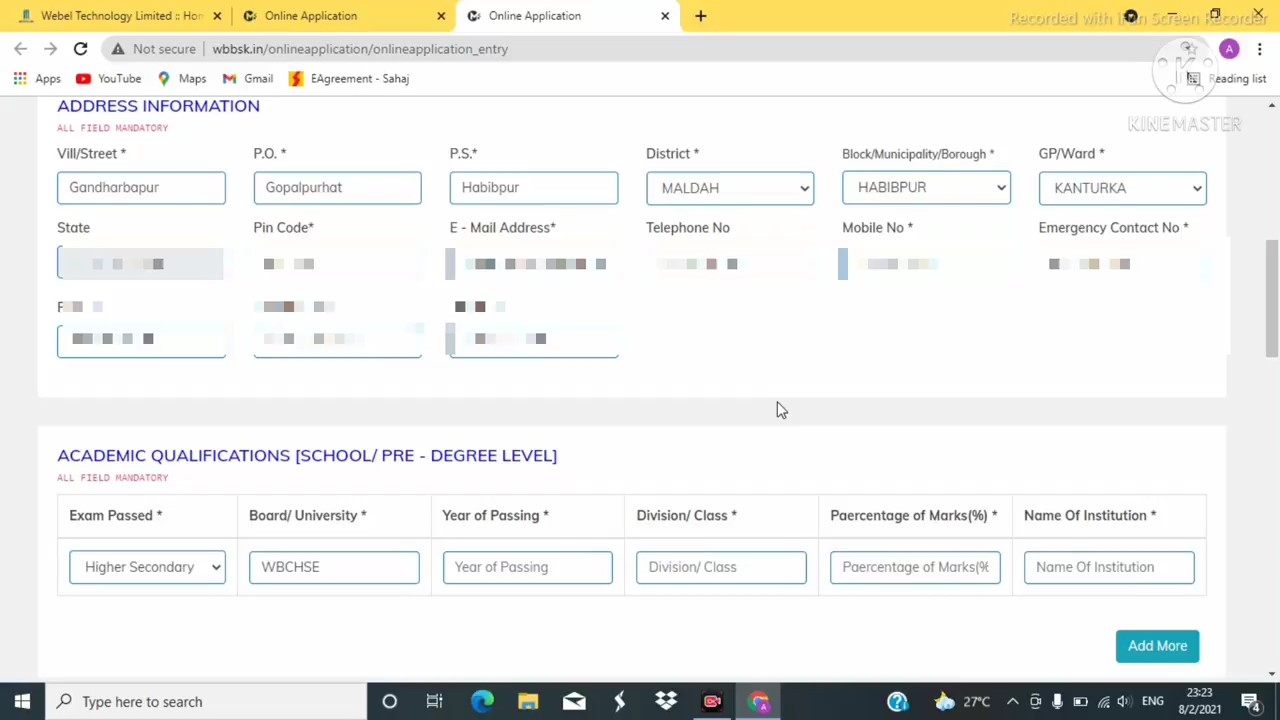 Webel Technology Limited :: Hom
Online Application
Online Application
Recorded with iFun Screen Recorder
Not secure
wbbsk.in/onlineapplication/onlineapplication_entry
A
Apps
YouTube
Maps
Gmail
EAgreement - Sahaj
Reading list
K
KINEMASTER
ADDRESS INFORMATION
ALL FIELD MANDATORY
Vill/Street * P.O. * P.S.* District * Block/Municipality/Borough * GP/Ward *
Gandharbapur Gopalpurhat Habibpur MALDAH HABIBPUR KANTURKA
State Pin Code* E - Mail Address* Telephone No Mobile No * Emergency Contact No *
ACADEMIC QUALIFICATIONS [SCHOOL/ PRE - DEGREE LEVEL]
ALL FIELD MANDATORY
Exam Passed * Board/ University * Year of Passing * Division/ Class * Paercentage of Marks(%) * Name Of Institution *
Higher Secondary WBCHSE Year of Passing Division/ Class Paercentage of Marks(% Name Of Institution
Add More
Type here to search
27°C
ENG
23:23
8/2/2021
4